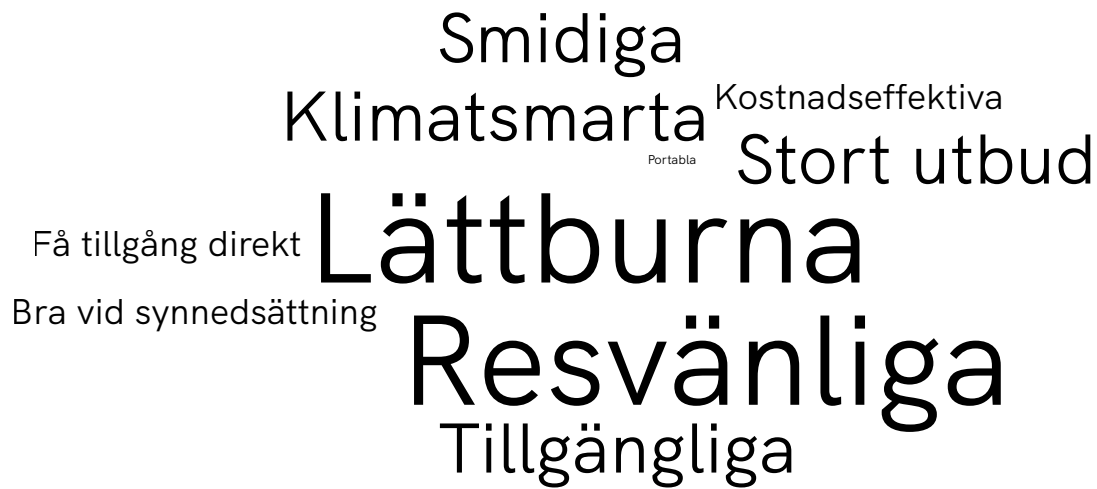 Smidiga
Klimatsmarta
Kostnadseffektiva
Stort utbud
Portabla
Lättburna
Få tillgång direkt
Bra vid synnedsättning
Resvänliga
Tillgängliga